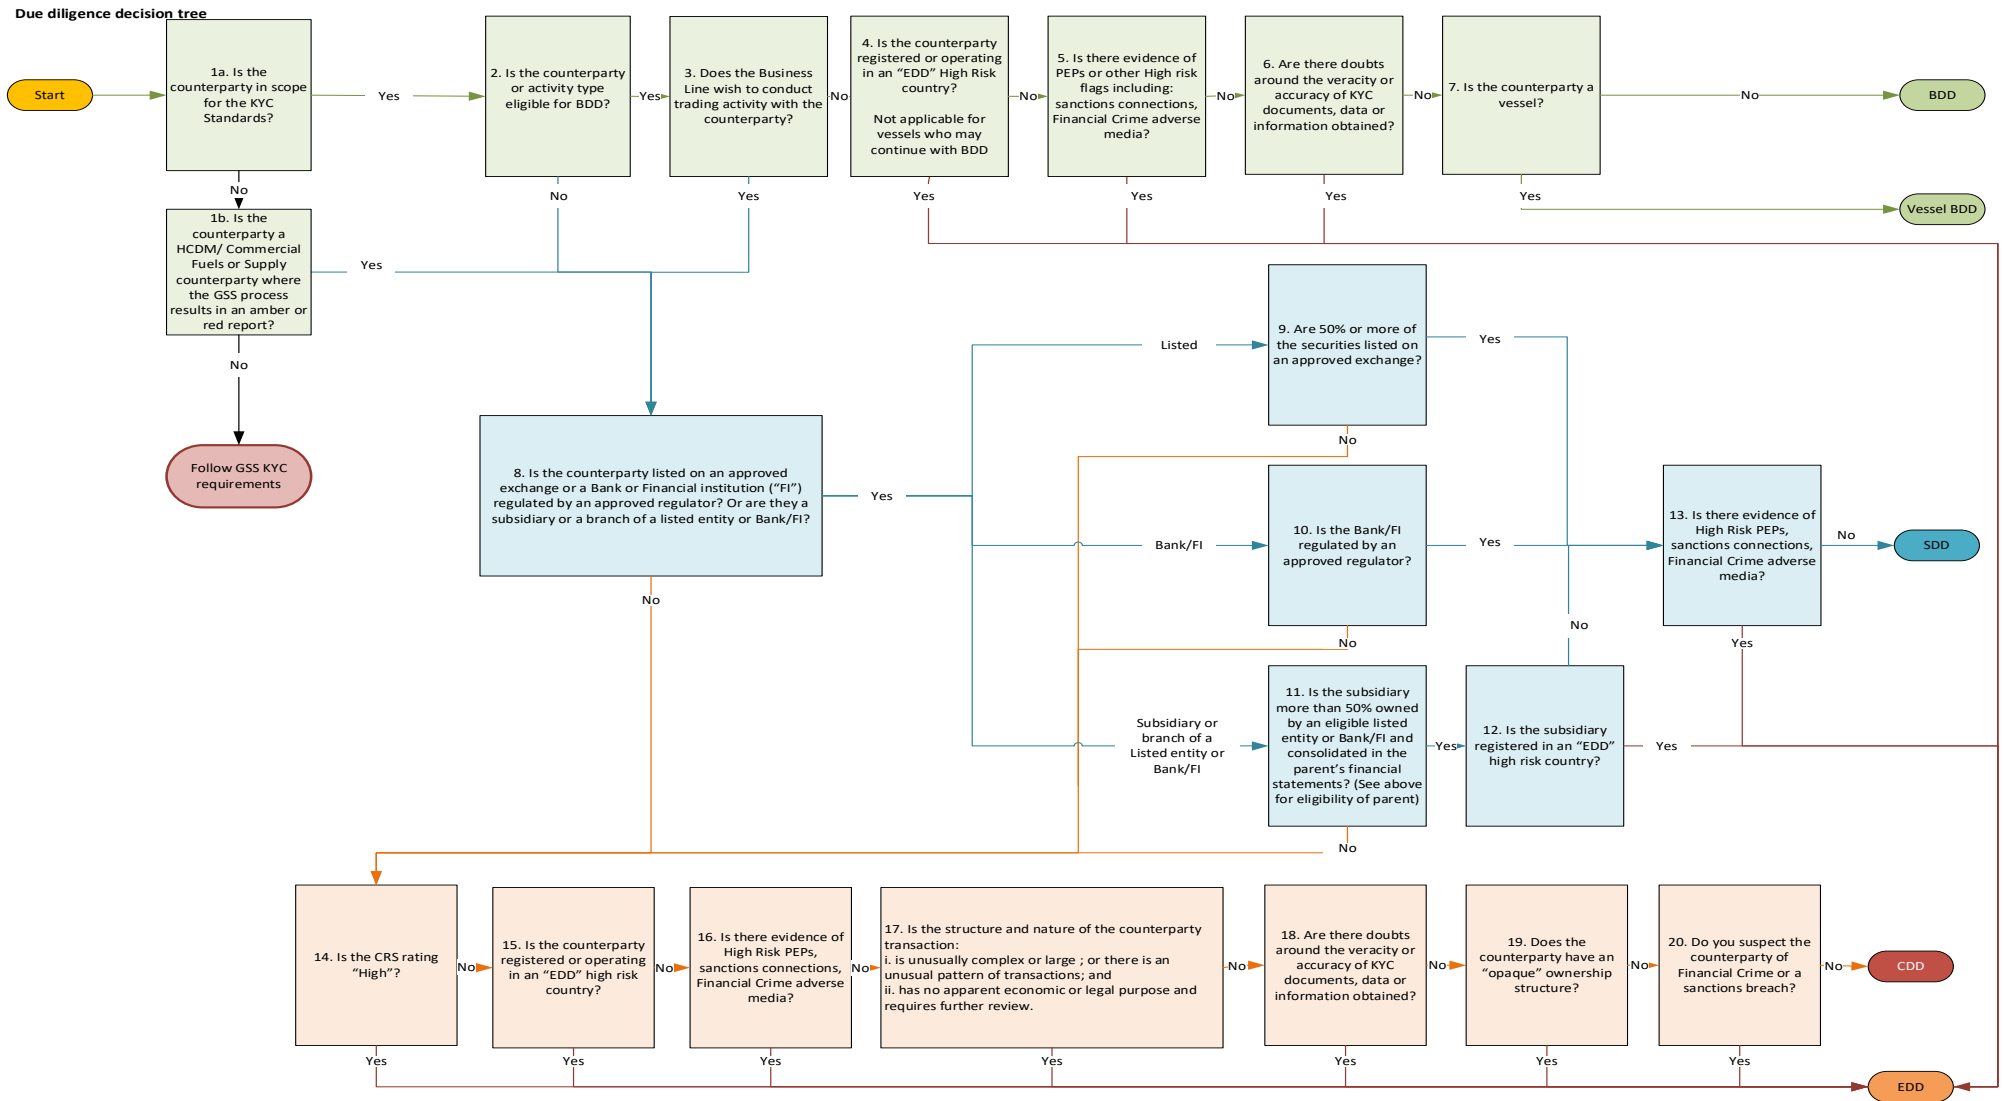 Due diligence decision tree
Start
1a. Is the
counterparty in scope
for the KYC
Standards?
Yes
2. Is the counterparty
or activity type
eligible for BDD?
Yes
3. Does the Business
Line wish to conduct
trading activity with the
counterparty?
No
4. Is the counterparty
registered or operating
in an “EDD” High Risk
country?
Not applicable for
vessels who may
continue with BDD
No
5. Is there evidence of
PEPs or other High risk
flags including:
sanctions connections,
Financial Crime adverse
media?
No
6. Are there doubts
around the veracity or
accuracy of KYC
documents, data or
information obtained?
No
7. Is the counterparty a
vessel?
No
BDD
No
No
Yes
Yes
Yes
Yes
Yes
Vessel BDD
1b. Is the
counterparty a
HCDM/ Commercial
Fuels or Supply
counterparty where
the GSS process
results in an amber or
red report?
Yes
No
Follow GSS KYC
requirements
8. Is the counterparty listed on an approved
exchange or a Bank or Financial institution (“FI”)
regulated by an approved regulator? Or are they a
subsidiary or a branch of a listed entity or Bank/FI?
Yes
No
Listed
9. Are 50% or more of
the securities listed on
an approved exchange?
Yes
No
Bank/FI
10. Is the Bank/FI
regulated by an
approved regulator?
Yes
No
13. Is there evidence of
High Risk PEPs,
sanctions connections,
Financial Crime adverse
media?
No
SDD
Yes
Subsidiary or
branch of a
Listed entity or
Bank/FI
11. Is the subsidiary
more than 50% owned
by an eligible listed
entity or Bank/FI and
consolidated in the
parent’s financial
statements? (See above
for eligibility of parent)
Yes
No
12. Is the subsidiary
registered in an “EDD”
high risk country?
No
Yes
14. Is the CRS rating
“High”?
No
15. Is the counterparty
registered or operating
in an “EDD” high risk
country?
No
16. Is there evidence of
High Risk PEPs,
sanctions connections,
Financial Crime adverse
media?
No
17. Is the structure and nature of the counterparty
transaction:
i. is unusually complex or large ; or there is an
unusual pattern of transactions; and
ii. has no apparent economic or legal purpose and
requires further review.
No
18. Are there doubts
around the veracity or
accuracy of KYC
documents, data or
information obtained?
No
19. Does the
counterparty have an
“opaque” ownership
structure?
No
20. Do you suspect the
counterparty of
Financial Crime or a
sanctions breach?
No
CDD
Yes
Yes
Yes
Yes
Yes
Yes
Yes
EDD